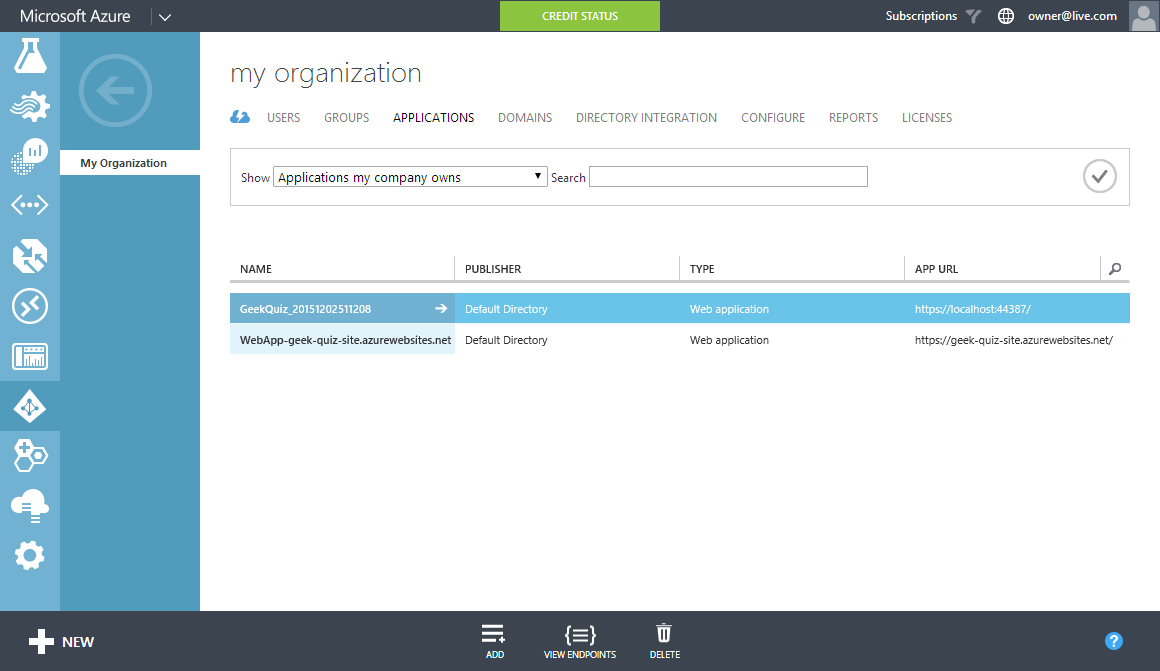 Microsoft Azure
CREDIT STATUS
Subscriptions
owner@live.com
My Organization
my organization
USERS GROUPS APPLICATIONS DOMAINS DIRECTORY INTEGRATION CONFIGURE REPORTS LICENSES
Show Applications my company owns Search
NAME PUBLISHER TYPE APP URL
GeekQuiz_20151202511208 Default Directory Web application https://localhost:44387/
WebApp-geek-quiz-site.azurewebsites.net Default Directory Web application https://geek-quiz-site.azurewebsites.net/
NEW
ADD
VIEW ENDPOINTS
DELETE
?